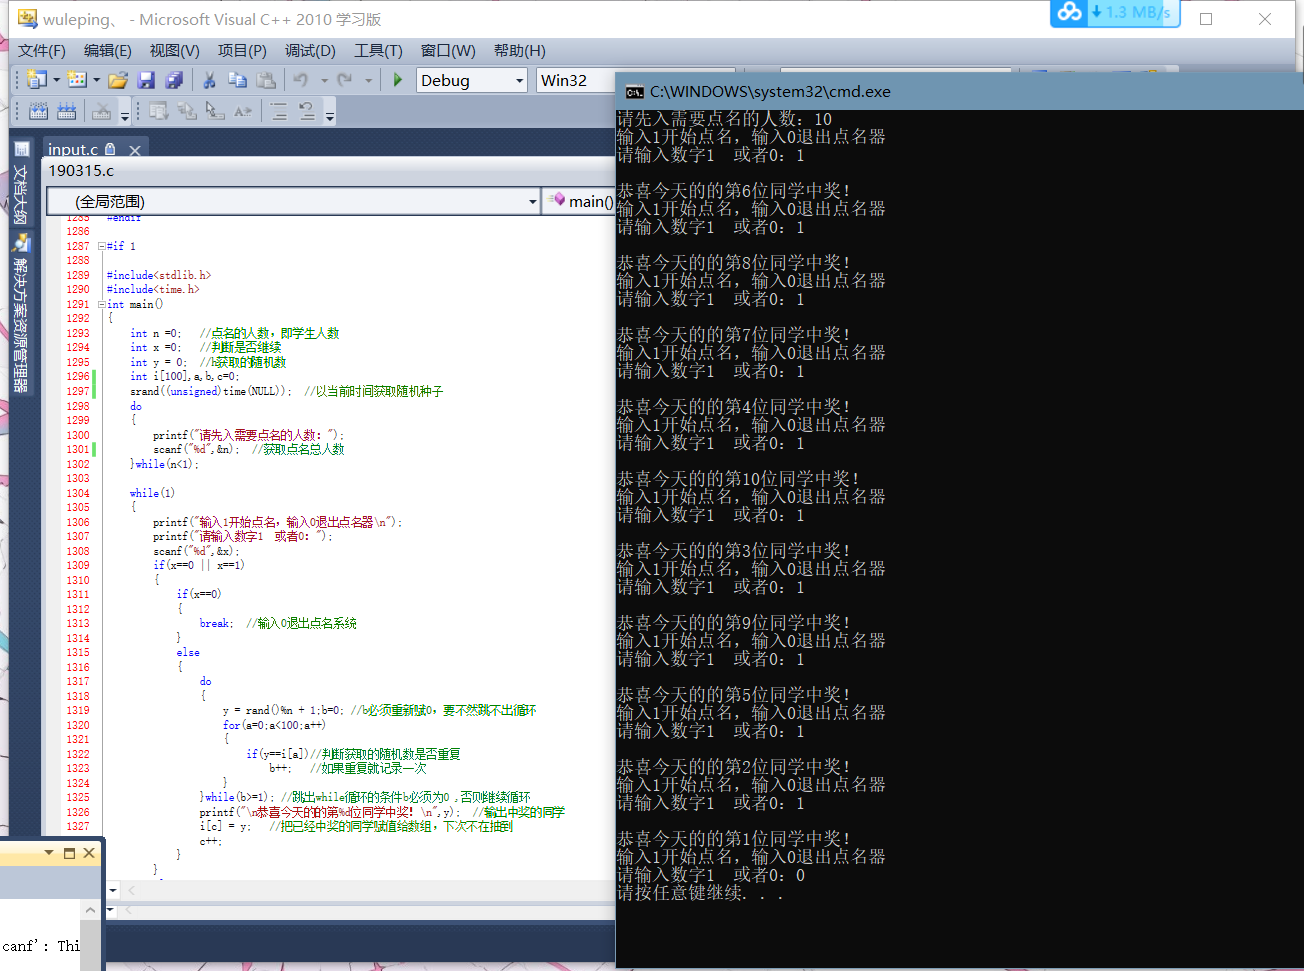 wuleping、 - Microsoft Visual C++ 2010 学习版
1.3 MB/s
文件(F) 编辑(E) 视图(V) 项目(P) 调试(D) 工具(T) 窗口(W) 帮助(H)
Debug Win32
input.c
190315.c
(全局范围) main()
文档大纲
解决方案资源管理器
1285 #endif
1286
1287 #if 1
1288
1289 #include<stdlib.h>
1290 #include<time.h>
1291 int main()
1292 {
1293 int n =0; //点名的人数，即学生人数
1294 int x =0; //判断是否继续
1295 int y = 0; //h获取的随机数
1296 int i[100],a,b,c=0;
1297 srand((unsigned)time(NULL)); //以当前时间获取随机种子
1298 do
1299 {
1300 printf("请先入需要点名的人数：");
1301 scanf("%d",&n); //获取点名总人数
1302 }while(n<1);
1303
1304 while(1)
1305 {
1306 printf("输入1开始点名，输入0退出点名器\n");
1307 printf("请输入数字1 或者0：");
1308 scanf("%d",&x);
1309 if(x==0 || x==1)
1310 {
1311 if(x==0)
1312 {
1313 break; //输入0退出点名系统
1314 }
1315 else
1316 {
1317 do
1318 {
1319 y = rand()%n + 1;b=0; //b必须重新赋0，要不然跳不出循环
1320 for(a=0;a<100;a++)
1321 {
1322 if(y==i[a])//判断获取的随机数是否重复
1323 b++; //如果重复就记录一次
1324 }
1325 }while(b>=1); //跳出while循环的条件b必须为0 ,否则继续循环
1326 printf("\n恭喜今天的的第%d位同学中奖！\n",y); //输出中奖的同学
1327 i[c] = y; //把已经中奖的同学赋值给数组，下次不在抽到
c++;
}
}
canf': Thi
C:\WINDOWS\system32\cmd.exe
请先入需要点名的人数：10
输入1开始点名，输入0退出点名器
请输入数字1 或者0：1
恭喜今天的的第6位同学中奖！
输入1开始点名，输入0退出点名器
请输入数字1 或者0：1
恭喜今天的的第8位同学中奖！
输入1开始点名，输入0退出点名器
请输入数字1 或者0：1
恭喜今天的的第7位同学中奖！
输入1开始点名，输入0退出点名器
请输入数字1 或者0：1
恭喜今天的的第4位同学中奖！
输入1开始点名，输入0退出点名器
请输入数字1 或者0：1
恭喜今天的的第10位同学中奖！
输入1开始点名，输入0退出点名器
请输入数字1 或者0：1
恭喜今天的的第3位同学中奖！
输入1开始点名，输入0退出点名器
请输入数字1 或者0：1
恭喜今天的的第9位同学中奖！
输入1开始点名，输入0退出点名器
请输入数字1 或者0：1
恭喜今天的的第5位同学中奖！
输入1开始点名，输入0退出点名器
请输入数字1 或者0：1
恭喜今天的的第2位同学中奖！
输入1开始点名，输入0退出点名器
请输入数字1 或者0：1
恭喜今天的的第1位同学中奖！
输入1开始点名，输入0退出点名器
请输入数字1 或者0：0
请按任意键继续. . .